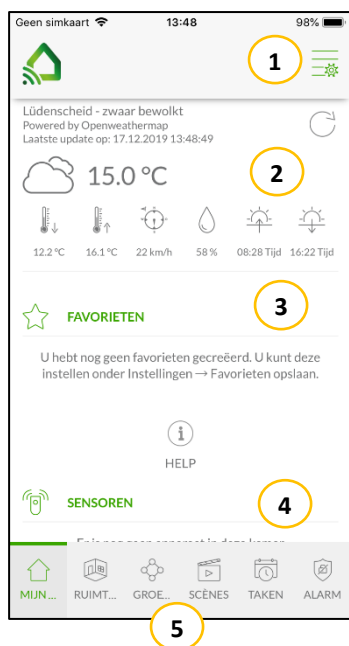 Geen simkaart 13:48 98%
1
Lüdenscheid - zwaar bewolkt
Powered by Openweathermap
Laatste update op: 17.12.2019 13:48:49
15.0 °C
2
12.2 °C 16.1 °C 22 km/h 58 % 08:28 Tijd 16:22 Tijd
3
FAVORIETEN
U hebt nog geen favorieten gecreëerd. U kunt deze
instellen onder Instellingen → Favorieten opslaan.
i
HELP
4
SENSOREN
MIJN... RUIMT... GROE... SCÈNES TAKEN ALARM
5